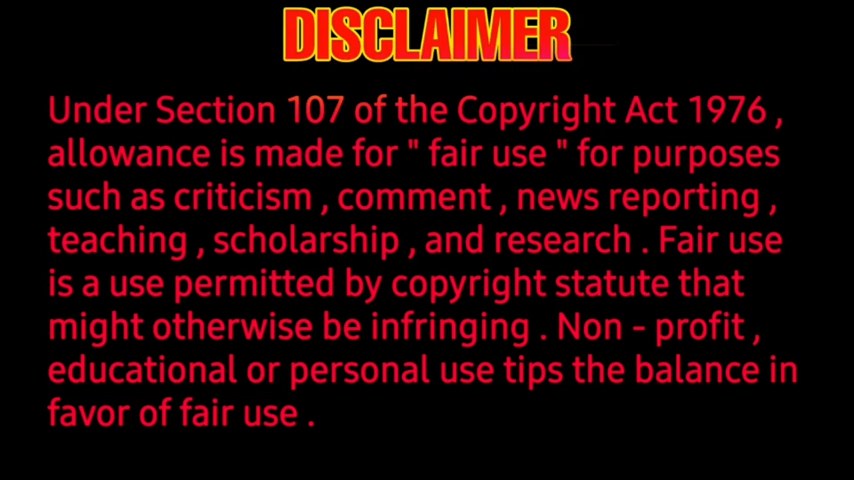 DISCLAIMER
Under Section 107 of the Copyright Act 1976 ,
allowance is made for " fair use " for purposes
such as criticism , comment , news reporting ,
teaching , scholarship , and research . Fair use
is a use permitted by copyright statute that
might otherwise be infringing . Non - profit ,
educational or personal use tips the balance in
favor of fair use .